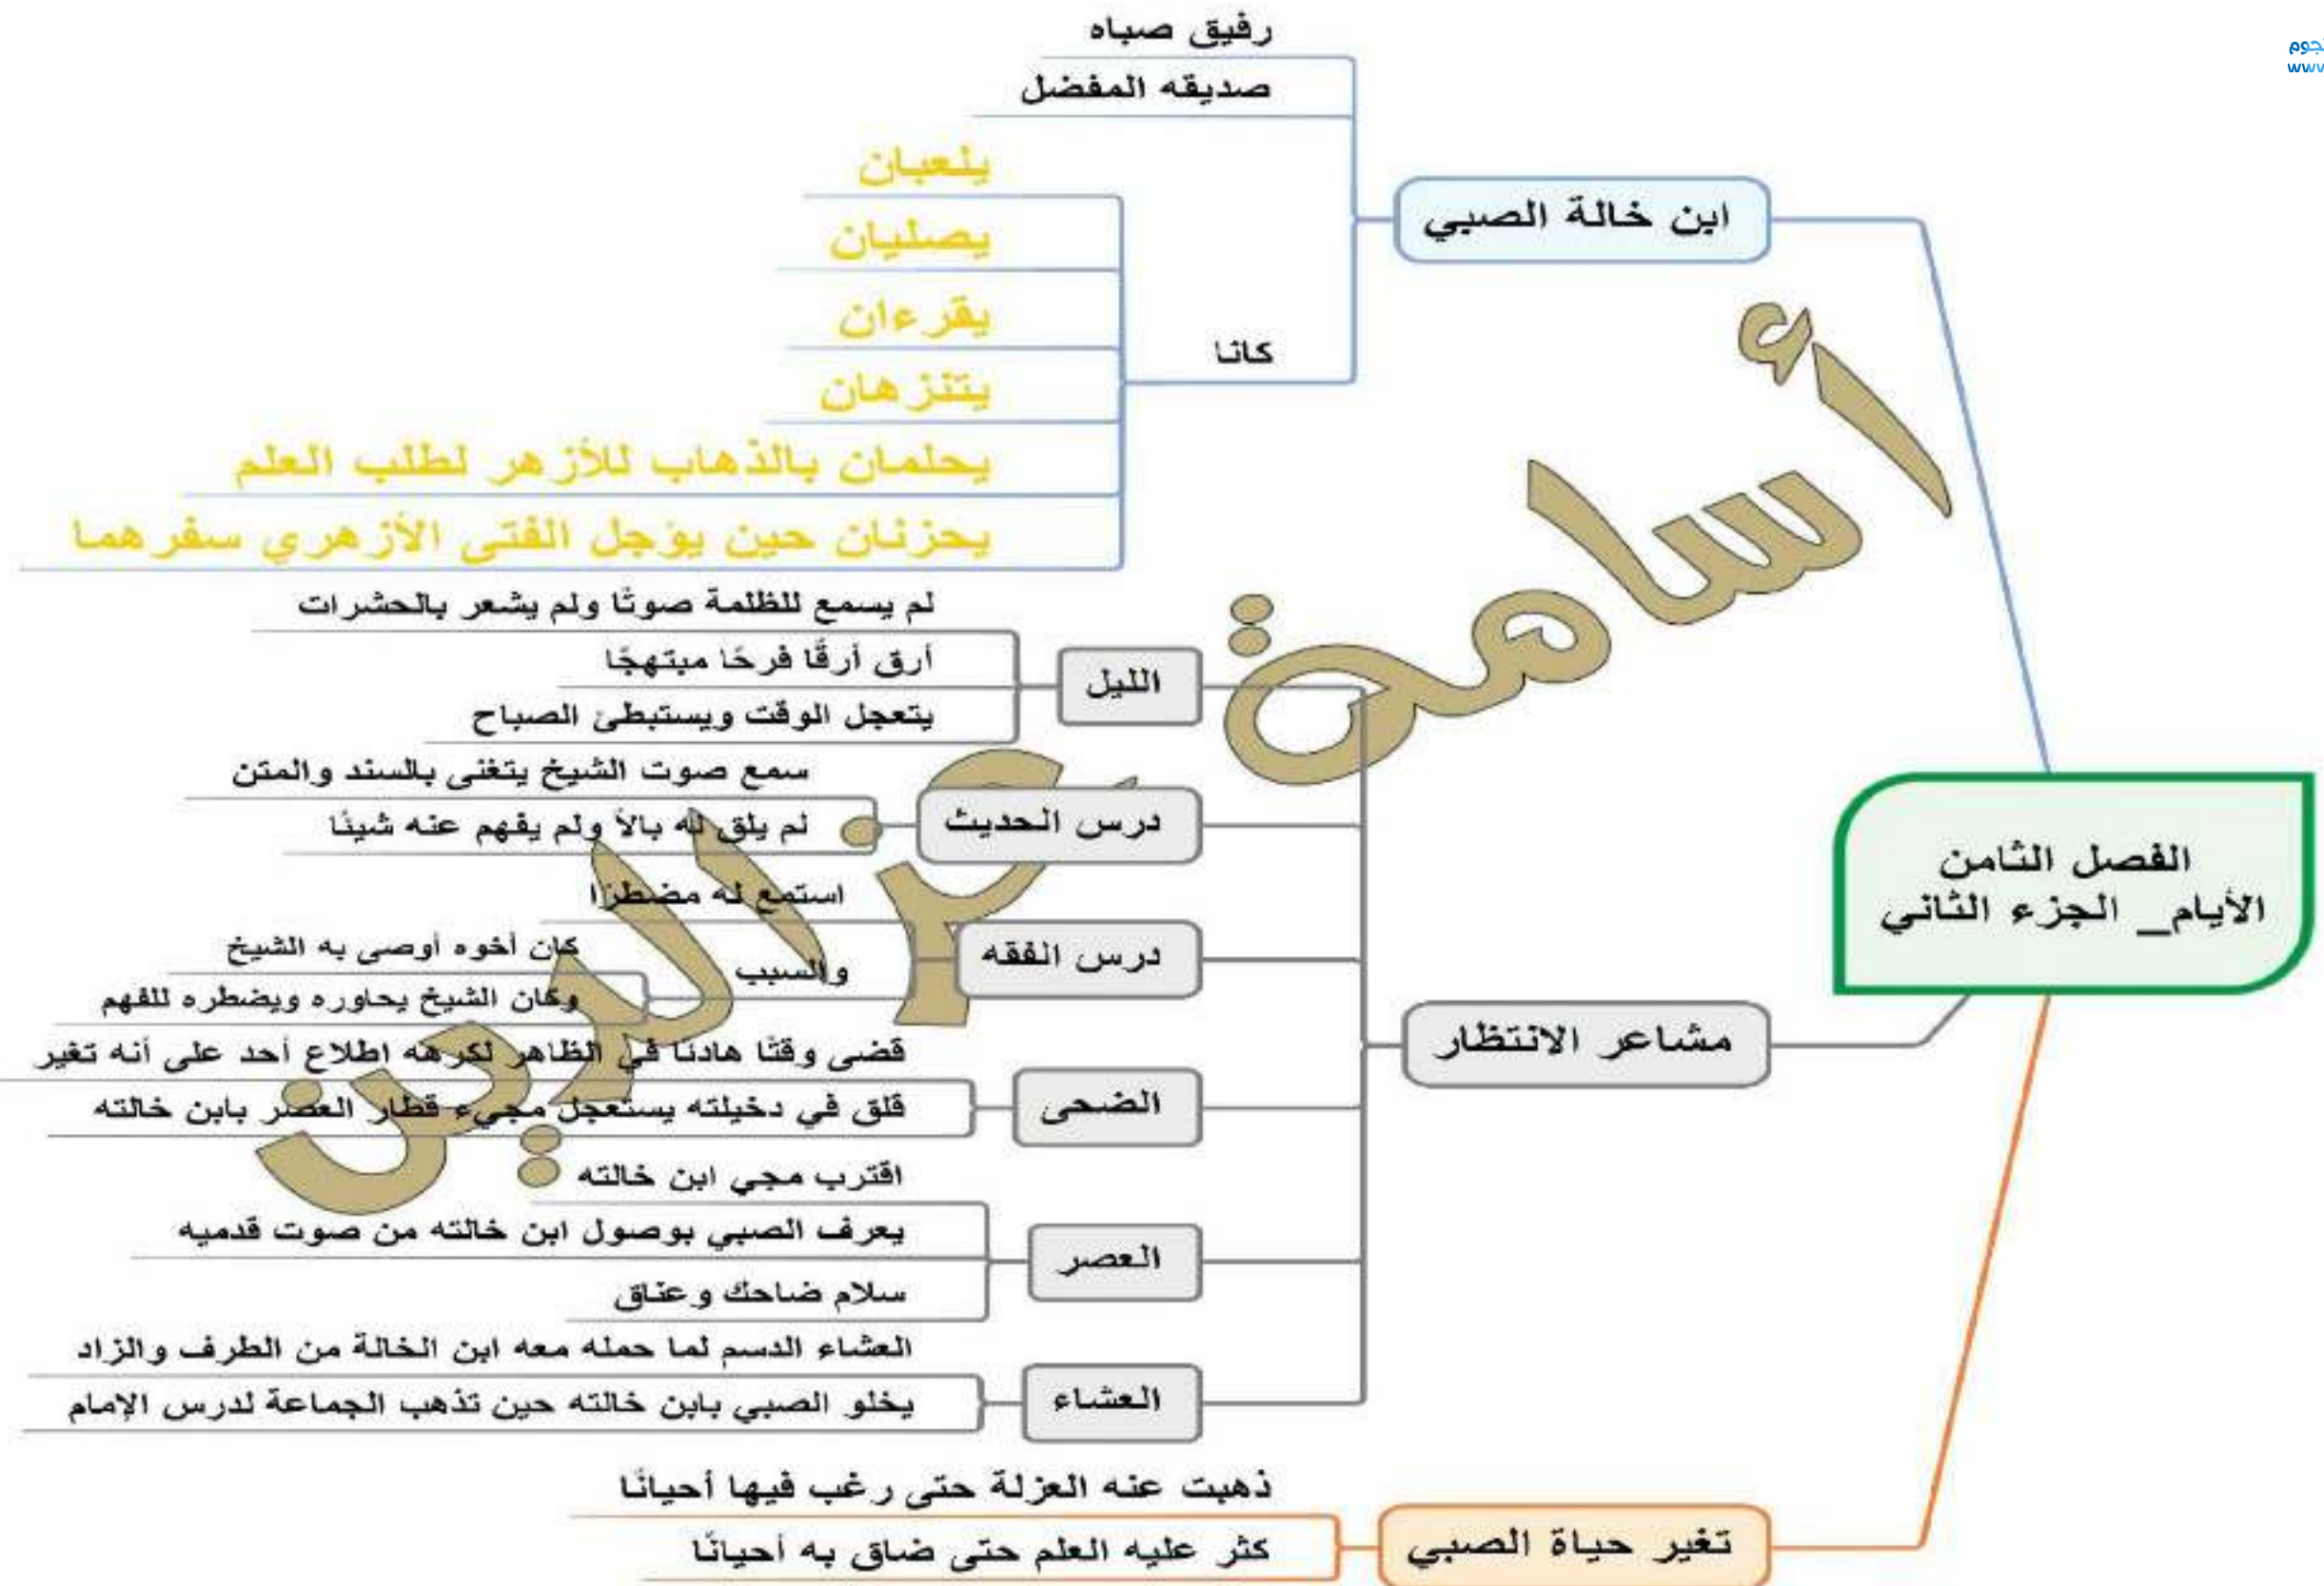 نجوم
www
رفيق صباه
صديقه المفضل
يلعبان
يصليان
ابن خالة الصبي
يقرءان
كانا
يتنزهان
يحلمان بالذهاب للأزهر لطلب العلم
يحزنان حين يؤجل الفتى الأزهري سفرهما
لم يسمع للظلمة صوتًا ولم يشعر بالحشرات
أرق أرقًا فرحًا مبتهجًا
الليل
يتعجل الوقت ويستبطئ الصباح
سمع صوت الشيخ يتغنى بالسند والمتن
درس الحديث
لم يلق له بالاً ولم يفهم عنه شيئًا
الفصل الثامن
الأيام_ الجزء الثاني
استمع له مضطرًا
درس الفقه
والسبب
كان أخوه أوصى به الشيخ
وكان الشيخ يحاوره ويضطره للفهم
مشاعر الانتظار
قضى وقتًا هادئا في الظاهر لكرهه اطلاع أحد على أنه تغير
الضحى
قلق في دخيلته يستعجل مجيء قطار العصر بابن خالته
اقترب مجي ابن خالته
يعرف الصبي بوصول ابن خالته من صوت قدميه
العصر
سلام ضاحك وعناق
العشاء الدسم لما حمله معه ابن الخالة من الطرف والزاد
العشاء
يخلو الصبي بابن خالته حين تذهب الجماعة لدرس الإمام
ذهبت عنه العزلة حتى رغب فيها أحيانًا
تغير حياة الصبي
كثر عليه العلم حتى ضاق به أحيانًا
أسامة عز الدين